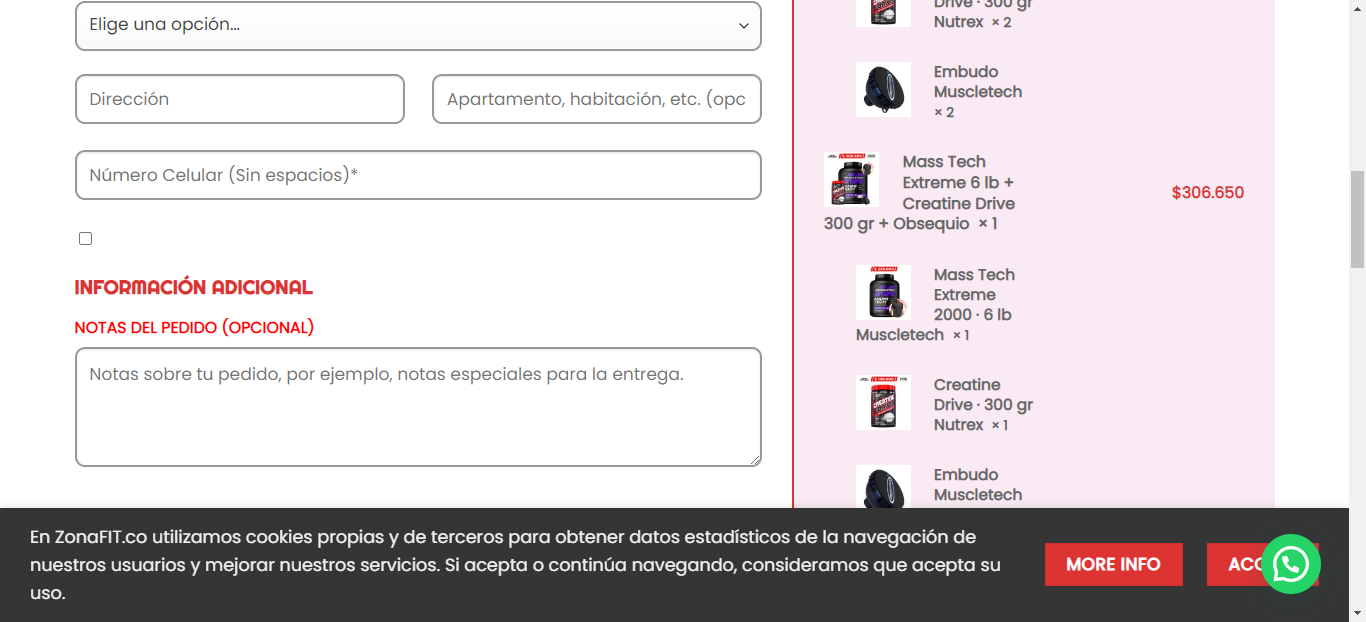 Elige una opción...
Dirección
Apartamento, habitación, etc. (opc
Número Celular (Sin espacios)*
INFORMACIÓN ADICIONAL
NOTAS DEL PEDIDO (OPCIONAL)
Notas sobre tu pedido, por ejemplo, notas especiales para la entrega.
Drive · 300 gr
Nutrex × 2
Embudo
Muscletech
× 2
Mass Tech
Extreme 6 lb +
Creatine Drive
300 gr + Obsequio × 1
$306.650
Mass Tech
Extreme
2000 · 6 lb
Muscletech × 1
Creatine
Drive · 300 gr
Nutrex × 1
Embudo
Muscletech
En ZonaFIT.co utilizamos cookies propias y de terceros para obtener datos estadísticos de la navegación de
nuestros usuarios y mejorar nuestros servicios. Si acepta o continúa navegando, consideramos que acepta su
uso.
MORE INFO